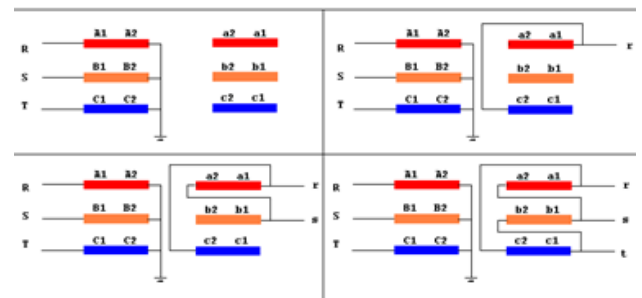 A1 A2 a2 a1
R
B1 B2 b2 b1
S
C1 C2 c2 c1
T
A1 A2 a2 a1
R r
B1 B2 b2 b1
S
C1 C2 c2 c1
T
A1 A2 a2 a1
R r
B1 B2 b2 b1
S s
C1 C2 c2 c1
T
A1 A2 a2 a1
R r
B1 B2 b2 b1
S s
C1 C2 c2 c1
T t